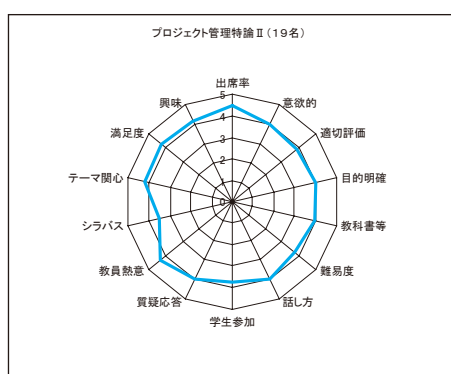 プロジェクト管理特論Ⅱ(19名)
出席率
意欲的
適切評価
目的明確
教科書等
難易度
話し方
学生参加
質疑応答
教員熱意
シラバス
テーマ関心
満足度
興味
5
4
3
2
1
0